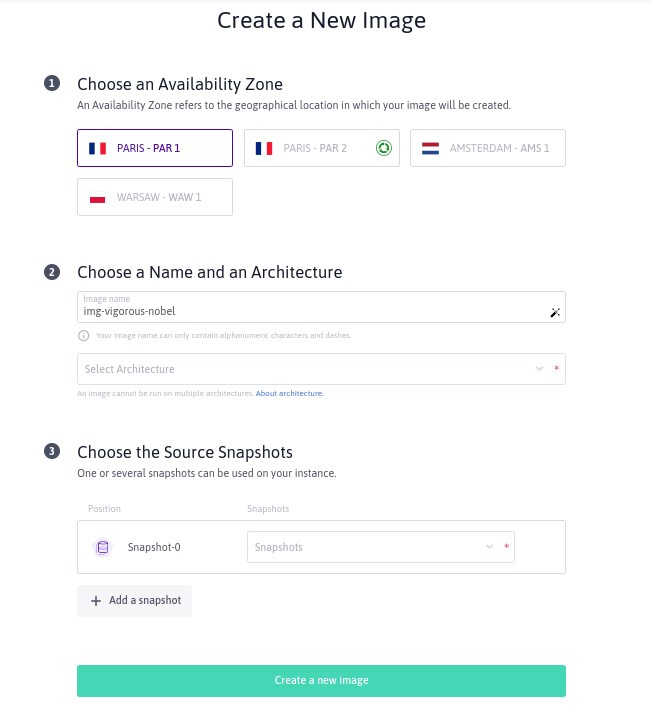 Create a New Image
1 Choose an Availability Zone
An Availability Zone refers to the geographical location in which your image will be created.
PARIS - PAR 1 PARIS - PAR 2 AMSTERDAM - AMS 1
WARSAW - WAW 1
2 Choose a Name and an Architecture
Image name
img-vigorous-nobel
Your image name can only contain alphanumeric characters and dashes.
Select Architecture *
An image cannot be run on multiple architectures. About architecture.
3 Choose the Source Snapshots
One or several snapshots can be used on your instance.
Position Snapshots
Snapshot-0 Snapshots *
+ Add a snapshot
Create a new image